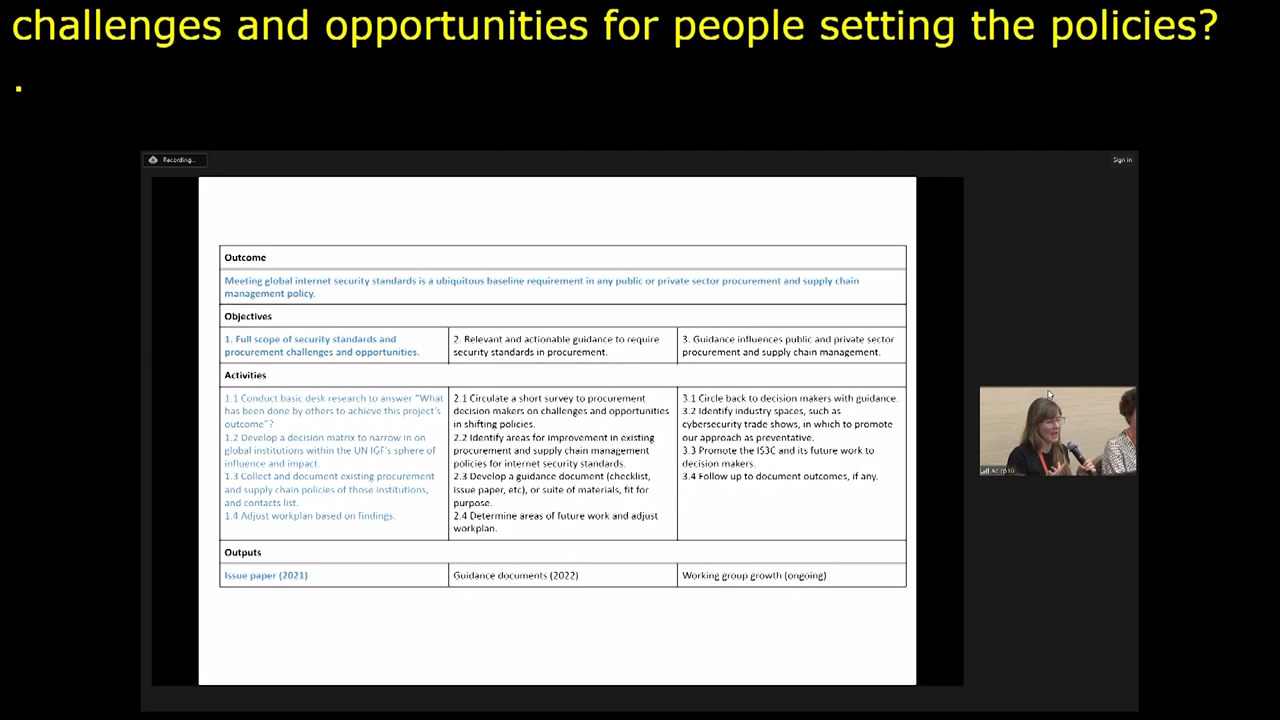 challenges and opportunities for people setting the policies?
.
Recording...
Sign in
Outcome
Meeting global internet security standards is a ubiquitous baseline requirement in any public or private sector procurement and supply chain
management policy.
Objectives
1. Full scope of security standards and
procurement challenges and opportunities.
2. Relevant and actionable guidance to require
security standards in procurement.
3. Guidance influences public and private sector
procurement and supply chain management.
Activities
1.1 Conduct basic desk research to answer "What
has been done by others to achieve this project's
outcome"?
1.2 Develop a decision matrix to narrow in on
global institutions within the UN IGF's sphere of
influence and impact.
1.3 Collect and document existing procurement
and supply chain policies of those institutions,
and contacts list.
1.4 Adjust workplan based on findings.
2.1 Circulate a short survey to procurement
decision makers on challenges and opportunities
in shifting policies.
2.2 Identify areas for improvement in existing
procurement and supply chain management
policies for internet security standards.
2.3 Develop a guidance document (checklist,
issue paper, etc), or suite of materials, fit for
purpose.
2.4 Determine areas of future work and adjust
workplan.
3.1 Circle back to decision makers with guidance.
3.2 Identify industry spaces, such as
cybersecurity trade shows, in which to promote
our approach as preventative.
3.3 Promote the IS3C and its future work to
decision makers.
3.4 Follow up to document outcomes, if any.
Outputs
Issue paper (2021)
Guidance documents (2022)
Working group growth (ongoing)